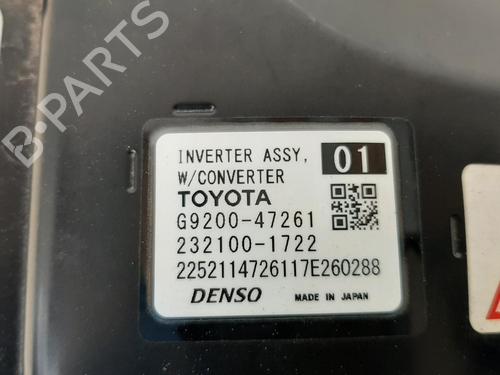 B-PARTS
INVERTER ASSY, 01
W/CONVERTER
TOYOTA
G9200-47261
232100-1722
2252114726117E260288
DENSO MADE IN JAPAN